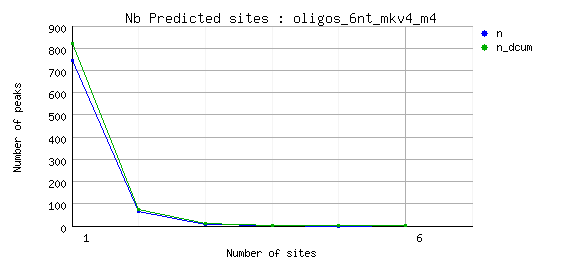 Nb Predicted sites : oligos_6nt_mkv4_m4
n
n_dcum
Number of peaks
900
800
700
600
500
400
300
200
100
0
1
6
Number of sites